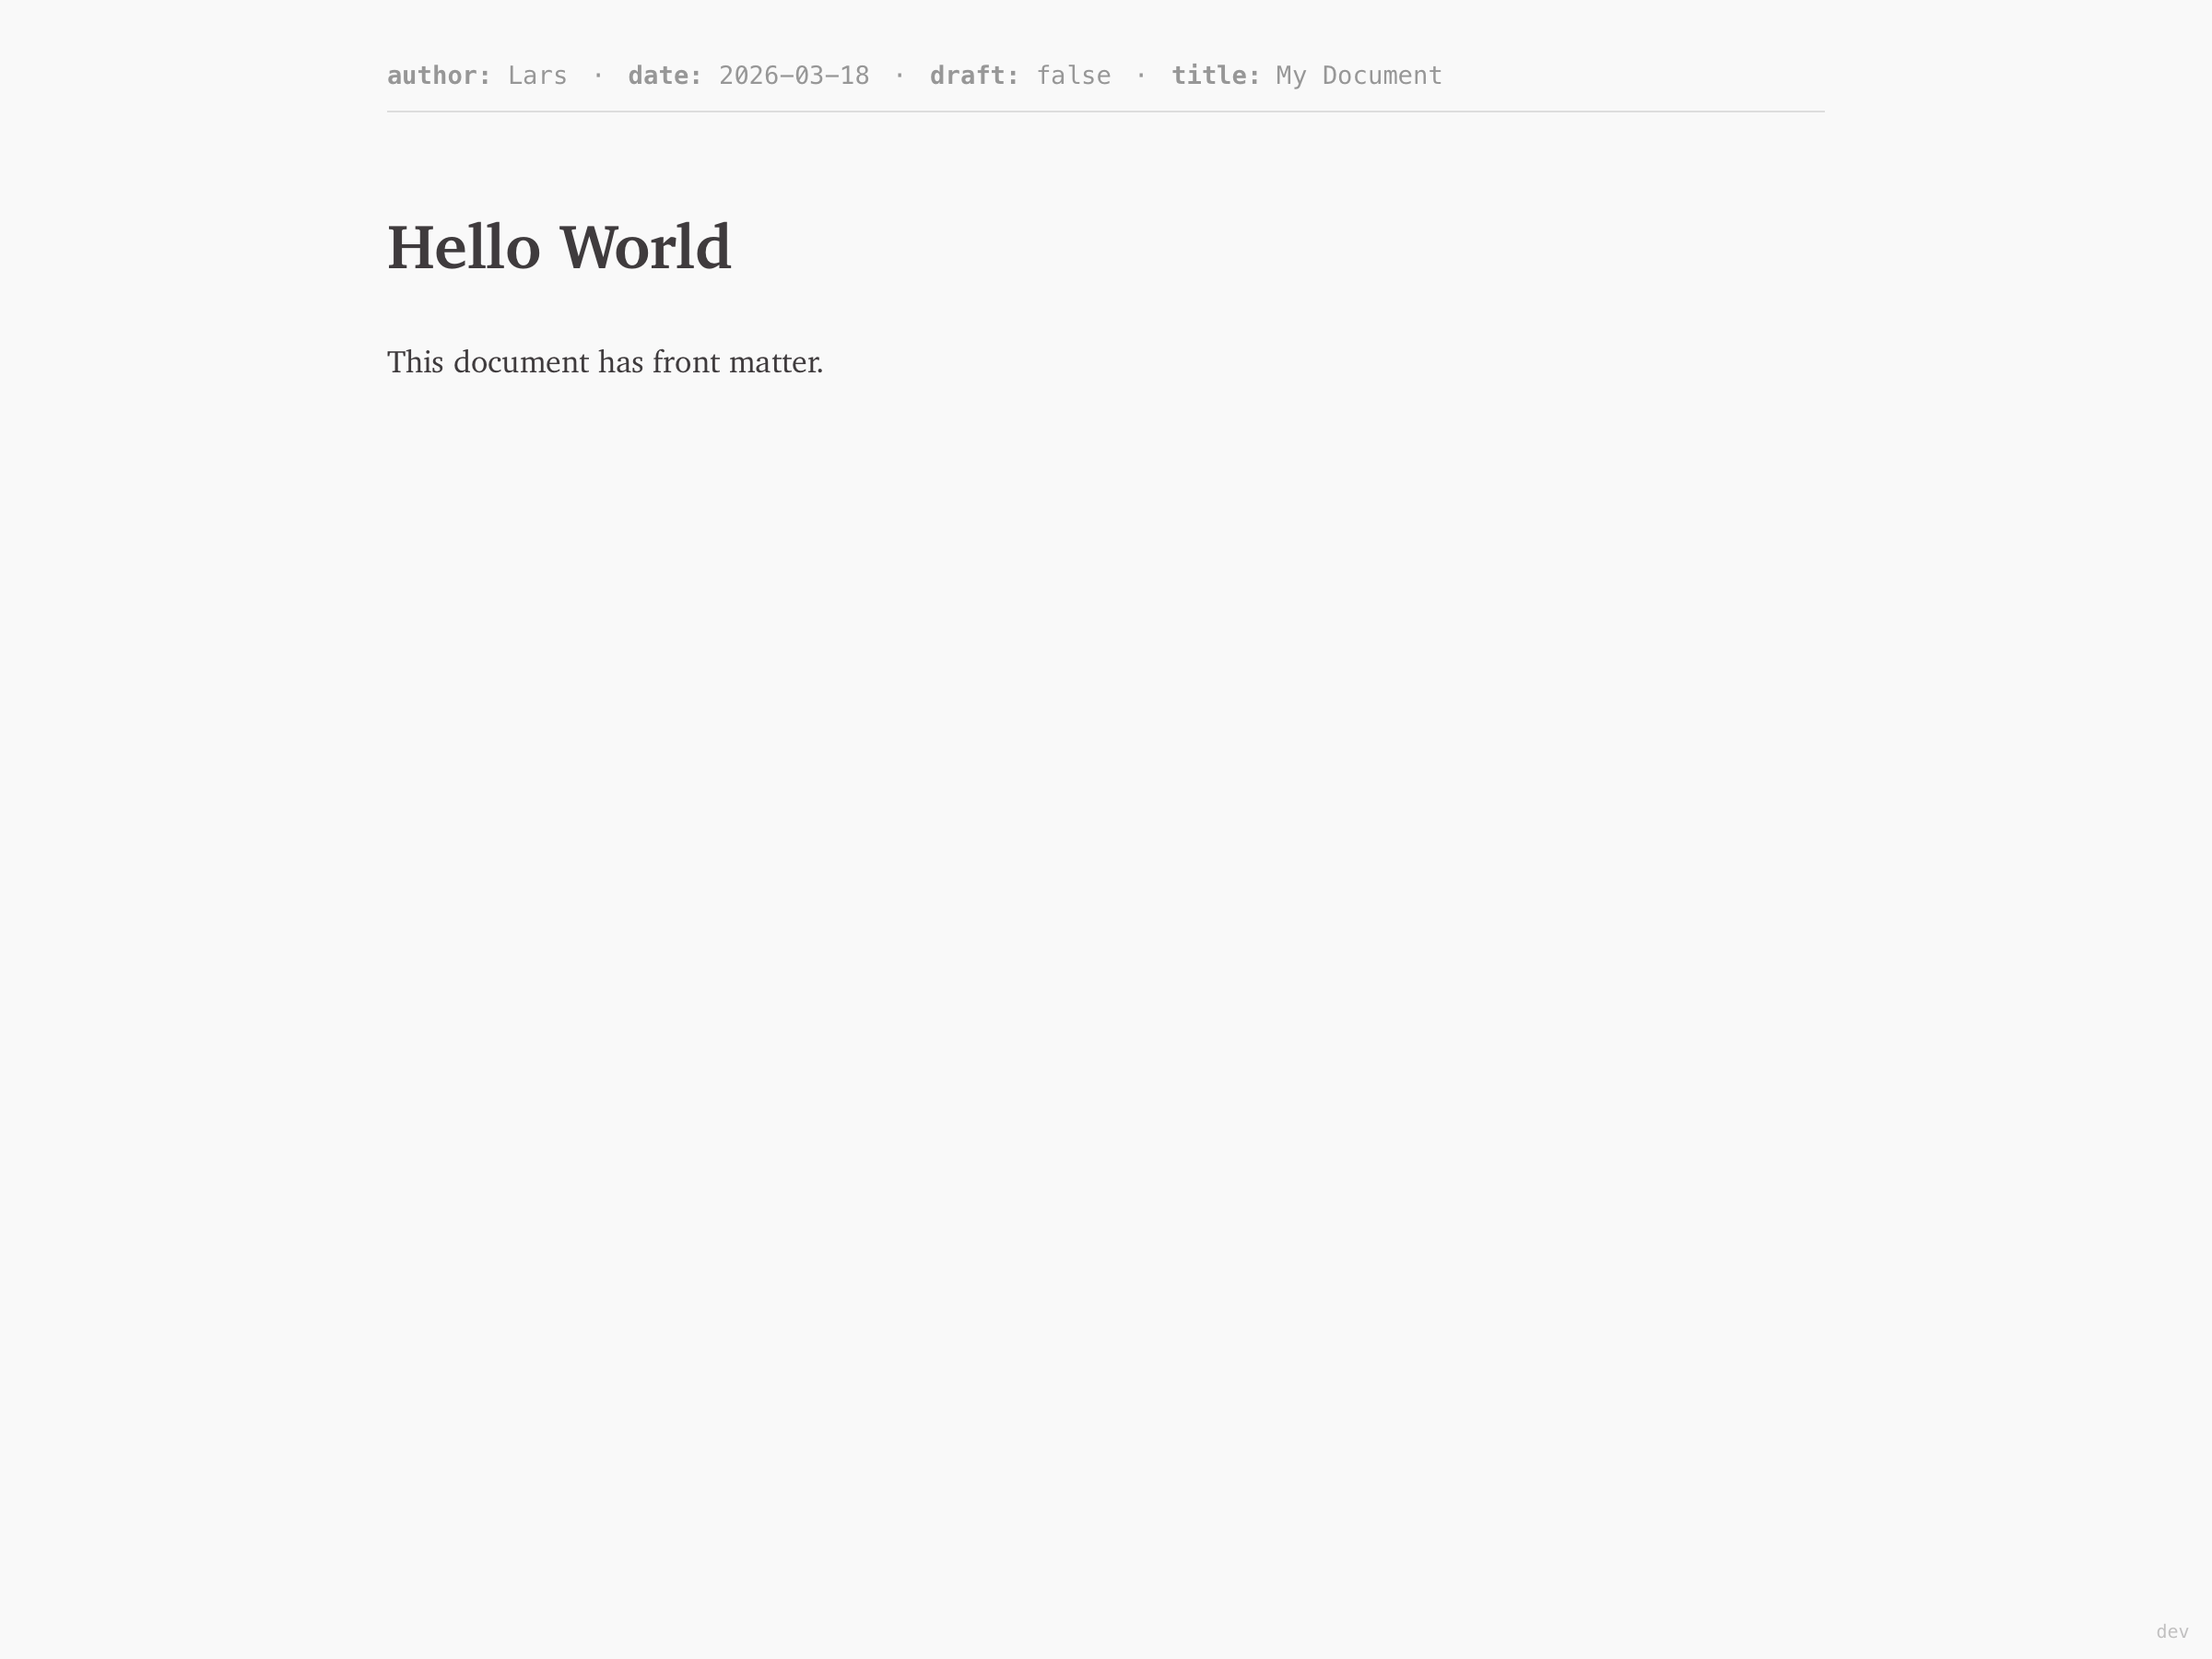 author: Lars · date: 2026-03-18 · draft: false · title: My Document
Hello World
This document has front matter.
dev